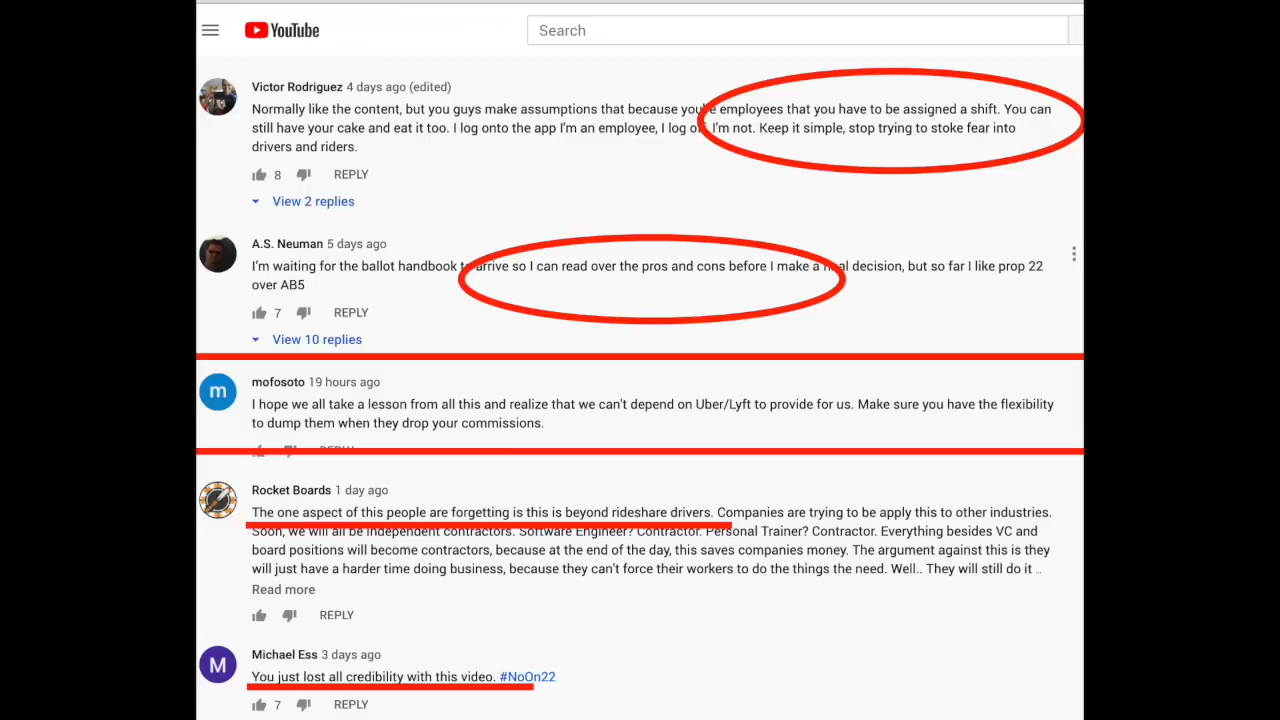 YouTube
Search
Victor Rodriguez 4 days ago (edited)
Normally like the content, but you guys make assumptions that because you're employees that you have to be assigned a shift. You can
still have your cake and eat it too. I log onto the app I'm an employee, I log off, I'm not. Keep it simple, stop trying to stoke fear into
drivers and riders.
8 REPLY
View 2 replies
A.S. Neuman 5 days ago
I'm waiting for the ballot handbook to arrive so I can read over the pros and cons before I make a final decision, but so far I like prop 22
over AB5
7 REPLY
View 10 replies
mofosoto 19 hours ago
m
I hope we all take a lesson from all this and realize that we can't depend on Uber/Lyft to provide for us. Make sure you have the flexibility
to dump them when they drop your commissions.
REPLY
Rocket Boards 1 day ago
The one aspect of this people are forgetting is this is beyond rideshare drivers. Companies are trying to be apply this to other industries.
Soon, we will all be independent contractors. Software Engineer? Contractor. Personal Trainer? Contractor. Everything besides VC and
board positions will become contractors, because at the end of the day, this saves companies money. The argument against this is they
will just have a harder time doing business, because they can't force their workers to do the things the need. Well.. They will still do it ...
Read more
REPLY
Michael Ess 3 days ago
M
You just lost all credibility with this video. #NoOn22
7 REPLY